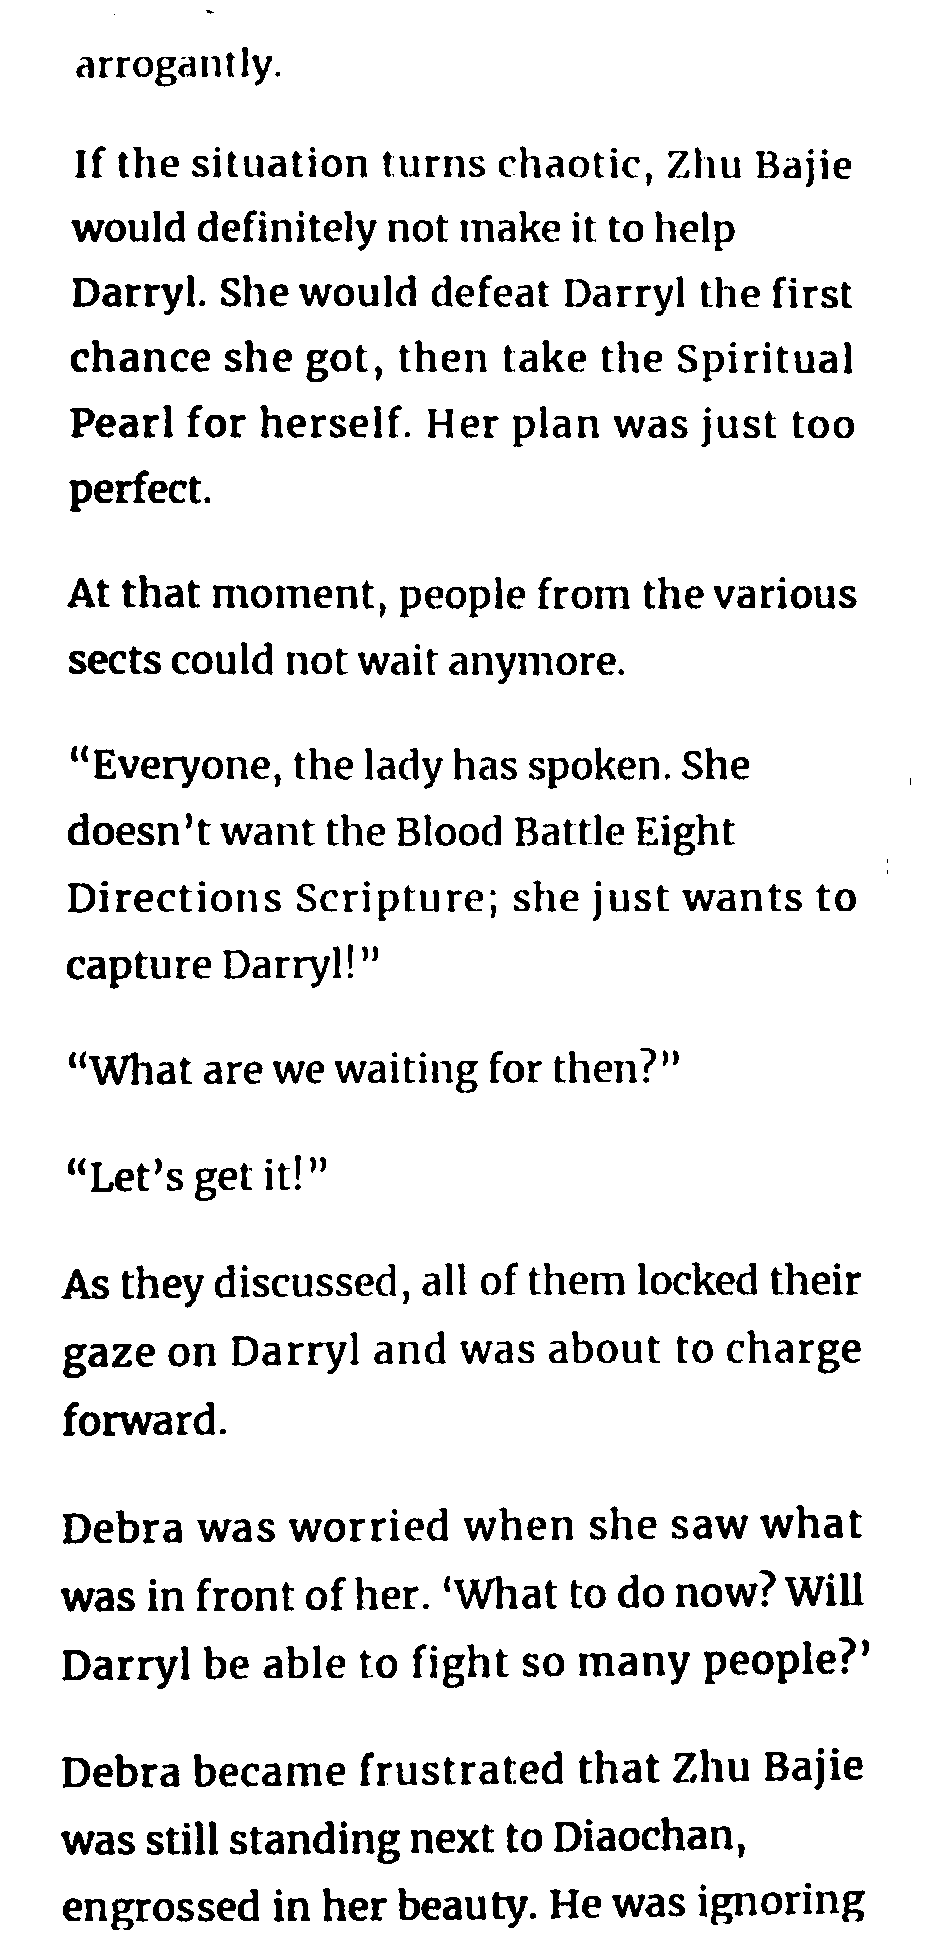 arrogantly.
If the situation turns chaotic, Zhu Bajie
would definitely not make it to help
Darryl. She would defeat Darryl the first
chance she got, then take the Spiritual
Pearl for herself. Her plan was just too
perfect.
At that moment, people from the various
sects could not wait anymore.
“Everyone, the lady has spoken. She
doesn’t want the Blood Battle Eight
Directions Scripture; she just wants to
capture Darryl!”
“What are we waiting for then?”
“Let’s get it!”
As they discussed, all of them locked their
gaze on Darryl and was about to charge
forward.
Debra was worried when she saw what
was in front of her. ‘What to do now? Will
Darryl be able to fight so many people?’
Debra became frustrated that Zhu Bajie
was still standing next to Diaochan,
engrossed in her beauty. He was ignoring